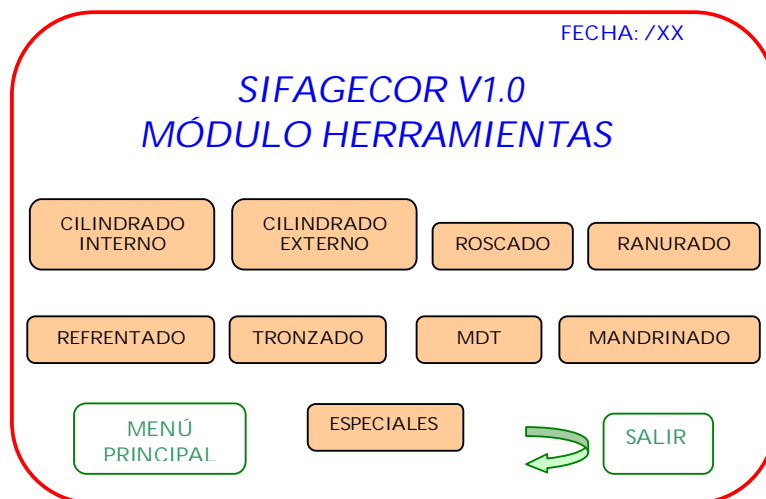 FECHA: /XX
SIFAGECOR V1.0
MÓDULO HERRAMIENTAS
CILINDRADO
INTERNO
CILINDRADO
EXTERNO
ROSCADO
RANURADO
REFRENTADO
TRONZADO
MDT
MANDRINADO
MENÚ
PRINCIPAL
ESPECIALES
SALIR